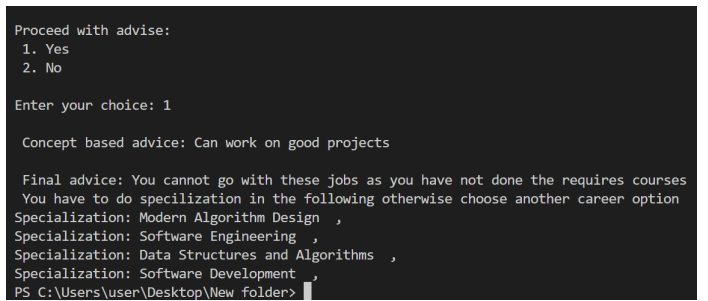 Proceed with advise:
1. Yes
2. No
Enter your choice: 1
Concept based advice: Can work on good projects
Final advice: You cannot go with these jobs as you have not done the requires courses
You have to do specilization in the following otherwise choose another career option
Specialization: Modern Algorithm Design  ,
Specialization: Software Engineering  ,
Specialization: Data Structures and Algorithms  ,
Specialization: Software Development  ,
PS C:\Users\user\Desktop\New folder>